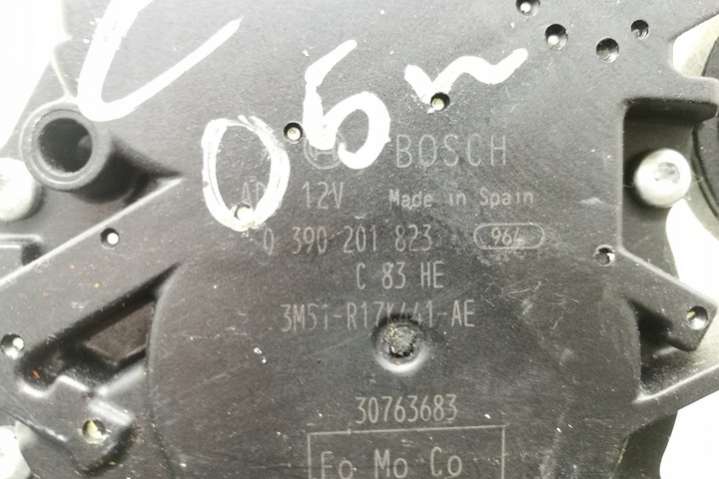 05m
BOSCH
12V Made in Spain
0 390 201 823 964
C 83 HE
3M51-R17K441-AE
30763683
Fo Mo Co